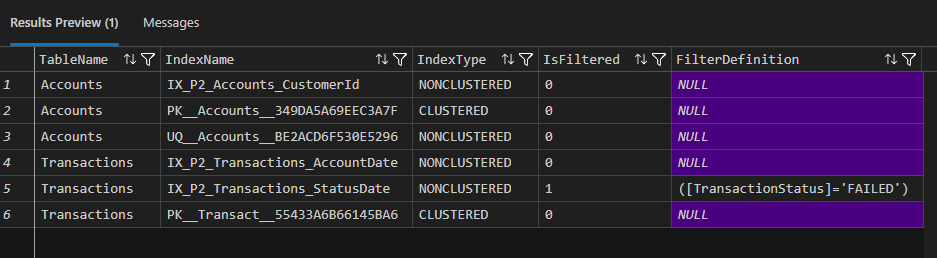 Results Preview (1) Messages
TableName IndexName IndexType IsFiltered FilterDefinition
1 Accounts IX_P2_Accounts_CustomerId NONCLUSTERED 0 NULL
2 Accounts PK__Accounts__349DA5A69EEC3A7F CLUSTERED 0 NULL
3 Accounts UQ__Accounts__BE2ACD6F530E5296 NONCLUSTERED 0 NULL
4 Transactions IX_P2_Transactions_AccountDate NONCLUSTERED 0 NULL
5 Transactions IX_P2_Transactions_StatusDate NONCLUSTERED 1 ([TransactionStatus]='FAILED')
6 Transactions PK__Transact__55433A6B66145BA6 CLUSTERED 0 NULL